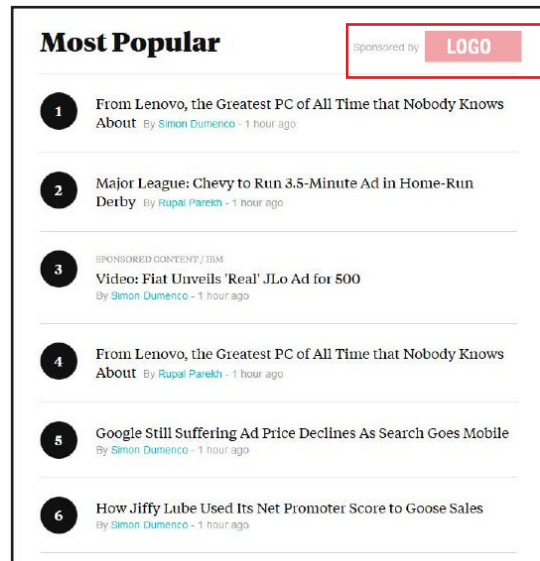 Most Popular
Sponsored by LOGO
1
From Lenovo, the Greatest PC of All Time that Nobody Knows
About By Simon Dumenco - 1 hour ago
2
Major League: Chevy to Run 3.5-Minute Ad in Home-Run
Derby By Rupal Parekh - 1 hour ago
3
SPONSORED CONTENT / IBM
Video: Fiat Unveils 'Real' JLo Ad for 500
By Simon Dumenco - 1 hour ago
4
From Lenovo, the Greatest PC of All Time that Nobody Knows
About By Rupal Parekh - 1 hour ago
5
Google Still Suffering Ad Price Declines As Search Goes Mobile
By Simon Dumenco - 1 hour ago
6
How Jiffy Lube Used Its Net Promoter Score to Goose Sales
By Simon Dumenco - 1 hour ago